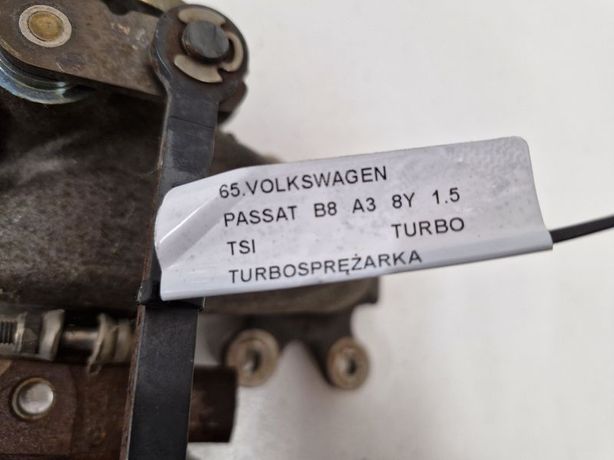 65.VOLKSWAGEN
PASSAT B8 A3 8Y 1.5
TSI TURBO
TURBOSPRĘŻARKA